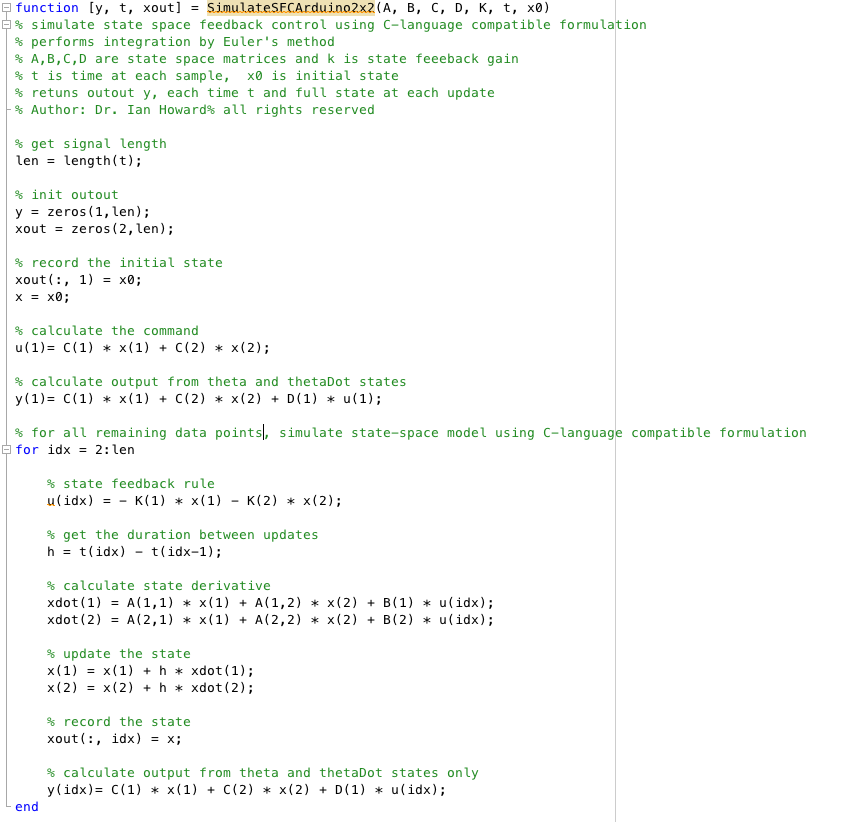 function [y, t, xout] = SimulateSFCArduino2x2(A, B, C, D, K, t, x0)
% simulate state space feedback control using C-language compatible formulation
% performs integration by Euler's method
% A,B,C,D are state space matrices and k is state feeeback gain
% t is time at each sample,  x0 is initial state
% retuns outout y, each time t and full state at each update
% Author: Dr. Ian Howard% all rights reserved

% get signal length
len = length(t);

% init outout
y = zeros(1,len);
xout = zeros(2,len);

% record the initial state
xout(:, 1) = x0;
x = x0;

% calculate the command
u(1)= C(1) * x(1) + C(2) * x(2);

% calculate output from theta and thetaDot states
y(1)= C(1) * x(1) + C(2) * x(2) + D(1) * u(1);

% for all remaining data points, simulate state-space model using C-language compatible formulation
for idx = 2:len

    % state feedback rule
    u(idx) = - K(1) * x(1) - K(2) * x(2);

    % get the duration between updates
    h = t(idx) - t(idx-1);

    % calculate state derivative
    xdot(1) = A(1,1) * x(1) + A(1,2) * x(2) + B(1) * u(idx);
    xdot(2) = A(2,1) * x(1) + A(2,2) * x(2) + B(2) * u(idx);

    % update the state
    x(1) = x(1) + h * xdot(1);
    x(2) = x(2) + h * xdot(2);

    % record the state
    xout(:, idx) = x;

    % calculate output from theta and thetaDot states only
    y(idx)= C(1) * x(1) + C(2) * x(2) + D(1) * u(idx);
end